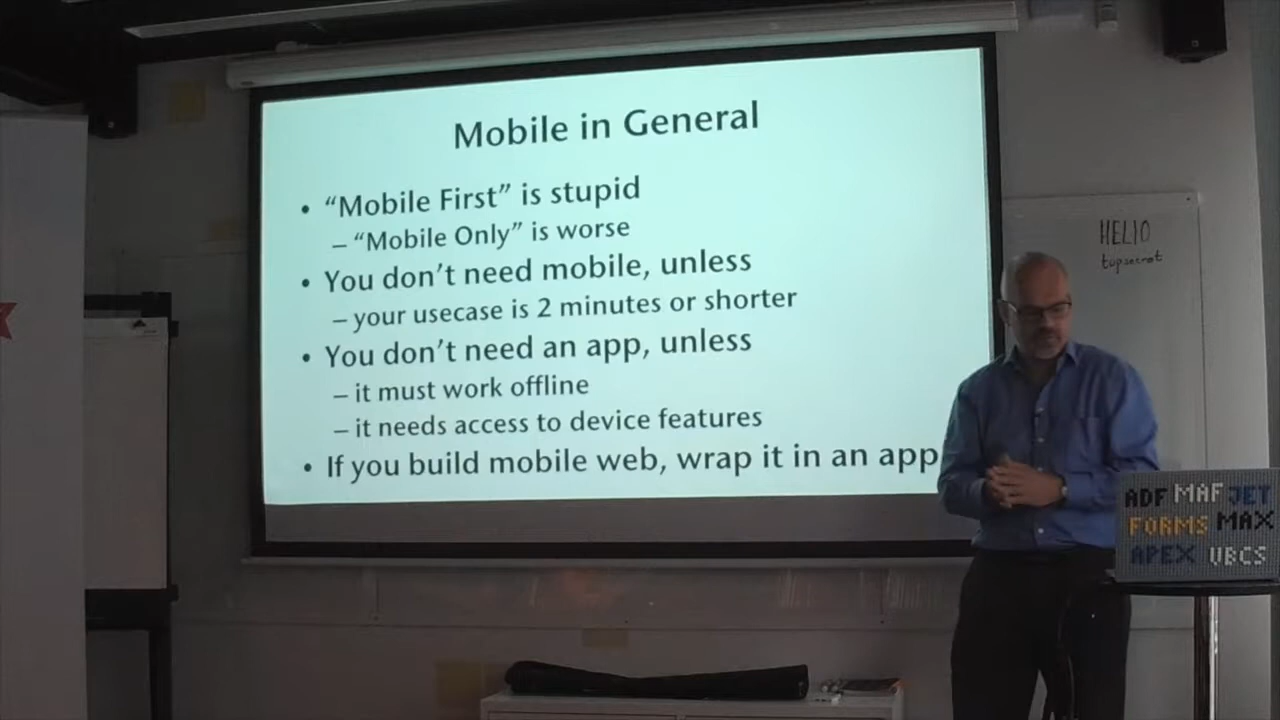 Mobile in General
• “Mobile First” is stupid
– “Mobile Only” is worse
• You don’t need mobile, unless
– your usecase is 2 minutes or shorter
• You don’t need an app, unless
– it must work offline
– it needs access to device features
• If you build mobile web, wrap it in an app
HELIO
topsecret
ADF MAF JET
FORMS MAX
APEX VBCS